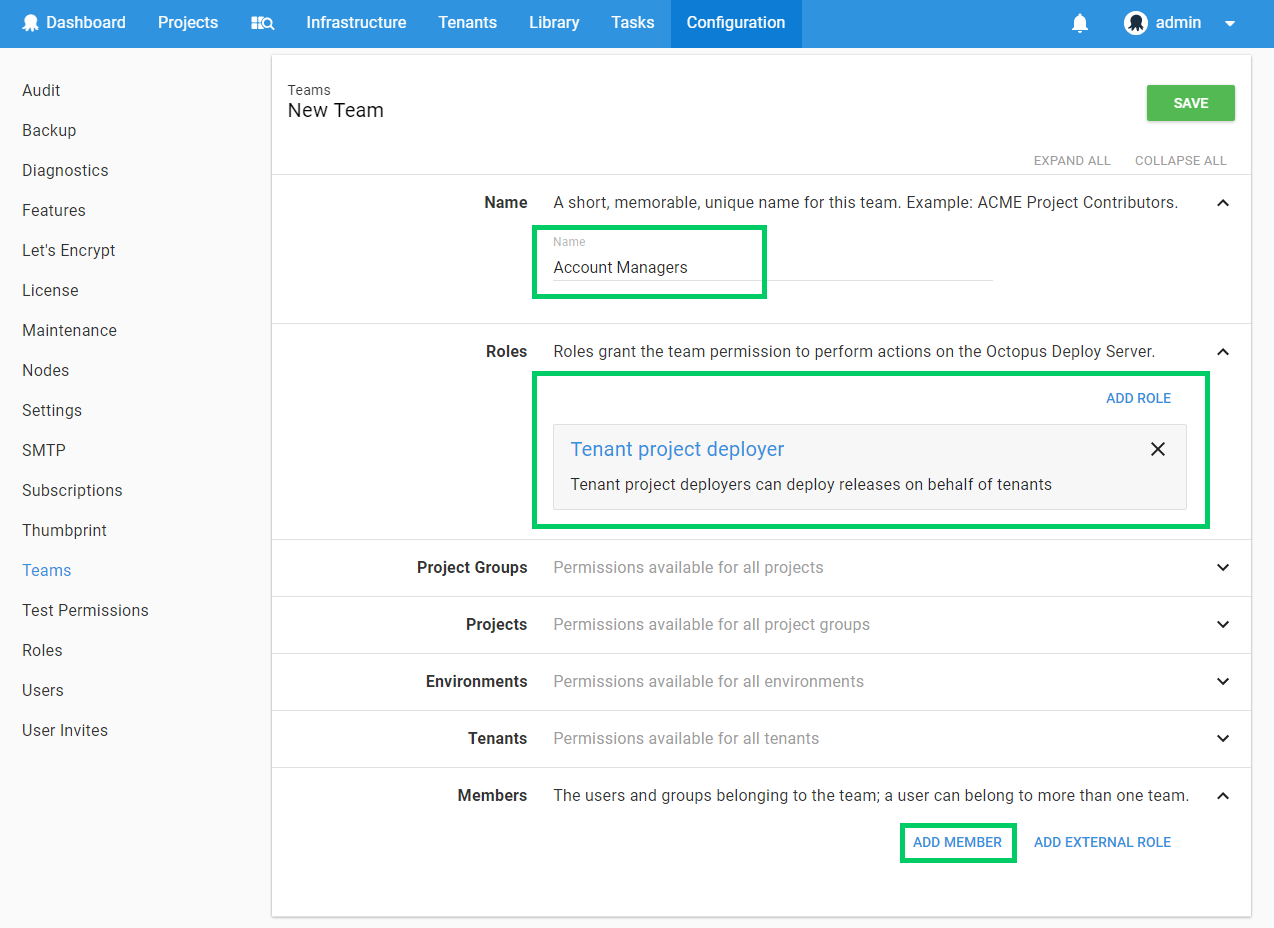 Dashboard Projects Infrastructure Tenants Library Tasks Configuration admin
Audit
Backup
Diagnostics
Features
Let's Encrypt
License
Maintenance
Nodes
Settings
SMTP
Subscriptions
Thumbprint
Teams
Test Permissions
Roles
Users
User Invites
Teams
New Team
SAVE
EXPAND ALL COLLAPSE ALL
Name A short, memorable, unique name for this team. Example: ACME Project Contributors.
Name
Account Managers
Roles Roles grant the team permission to perform actions on the Octopus Deploy Server.
ADD ROLE
Tenant project deployer
Tenant project deployers can deploy releases on behalf of tenants
Project Groups Permissions available for all projects
Projects Permissions available for all project groups
Environments Permissions available for all environments
Tenants Permissions available for all tenants
Members The users and groups belonging to the team; a user can belong to more than one team.
ADD MEMBER ADD EXTERNAL ROLE